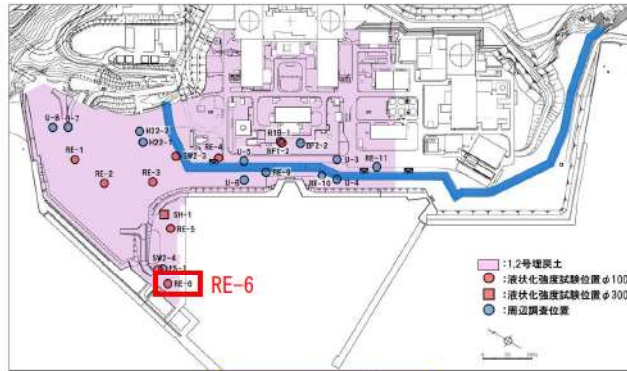 U-8
U-7
H22-2
H22-7
RE-1
RE-2
RE-3
SW2-3
RE-4
H19-1
BF1-2
BF2-2
U-5
U-3
RE-11
RE-9
RE-10
U-6
U-4
SH-1
RE-5
SW2-4
RE-6
RE-6
:1,2号埋戻土
:液状化強度試験位置φ100
:液状化強度試験位置φ300
:周辺調査位置